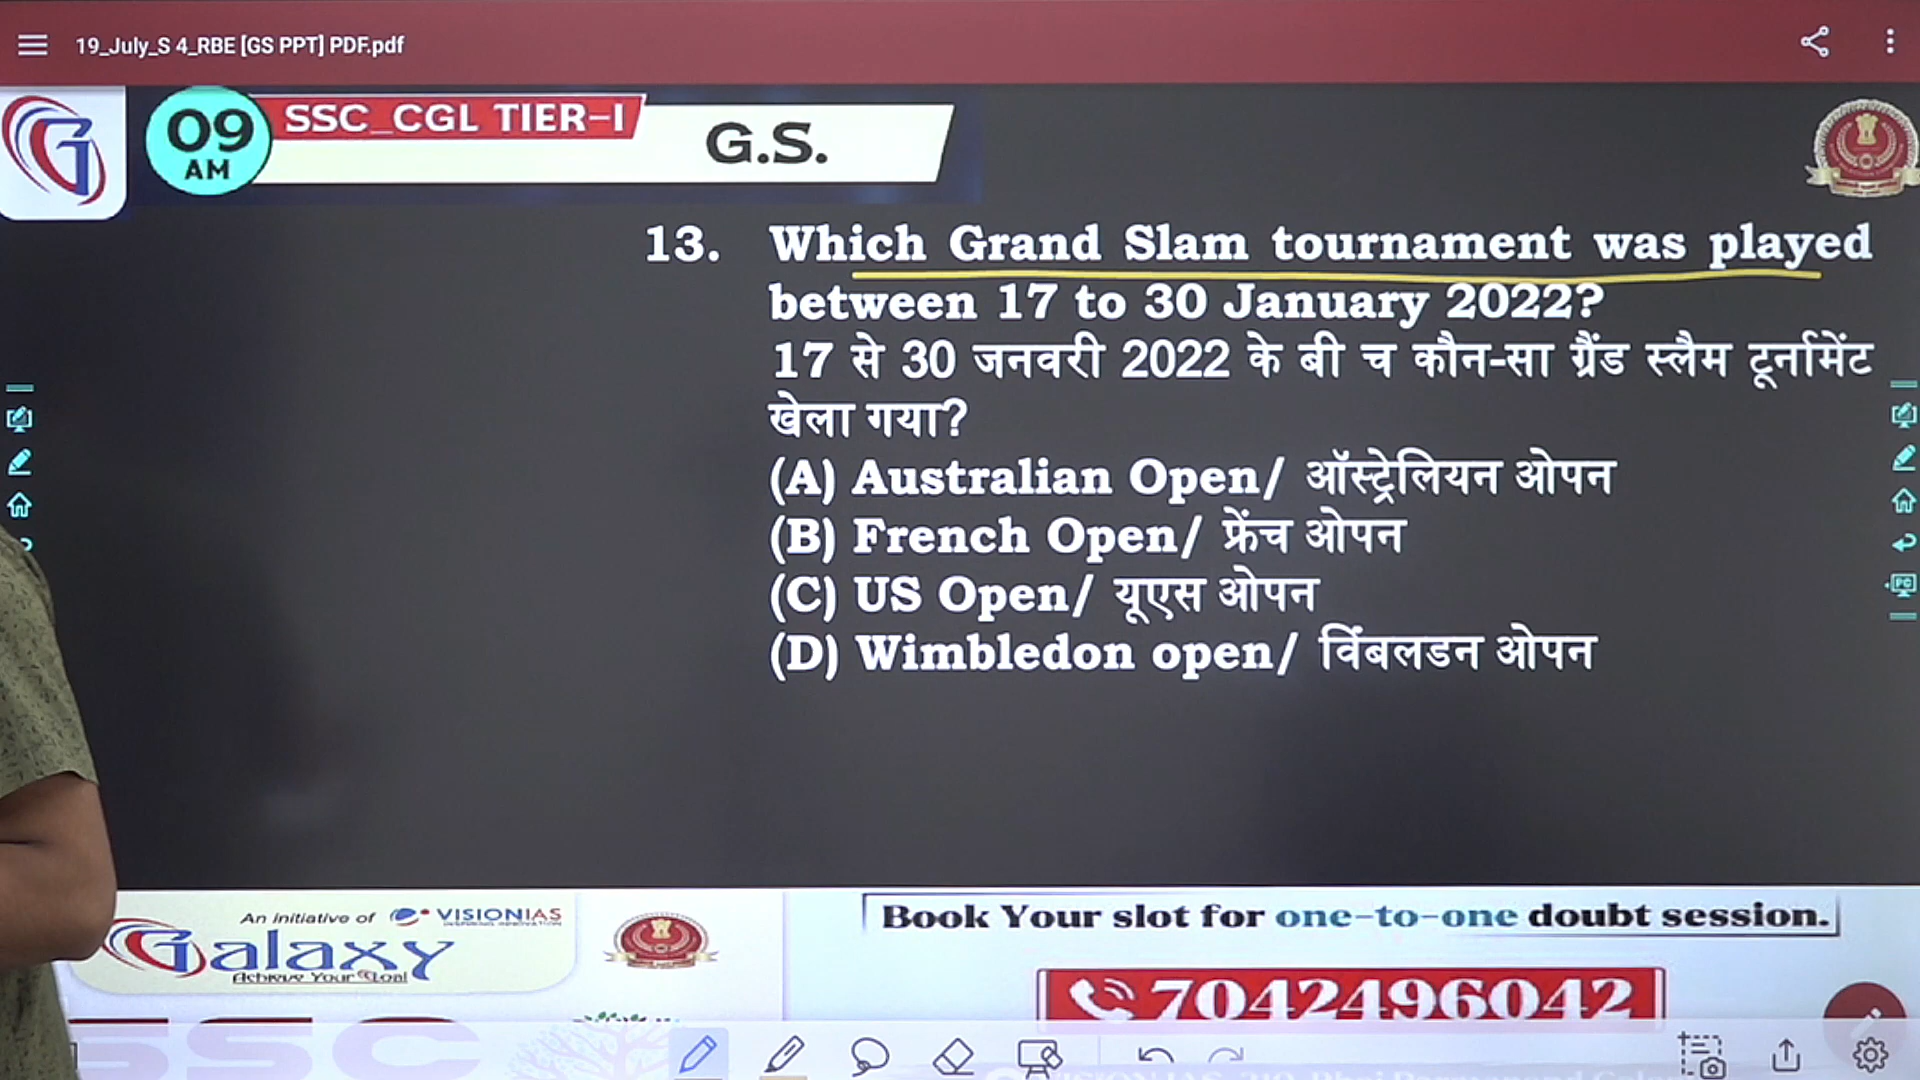 19_July_S 4_RBE [GS PPT] PDF.pdf
09
AM
SSC_CGL TIER-I
G.S.
13. Which Grand Slam tournament was played
between 17 to 30 January 2022?
17 से 30 जनवरी 2022 के बी च कौन-सा ग्रैंड स्लैम टूर्नामेंट
खेला गया?
(A) Australian Open/ ऑस्ट्रेलियन ओपन
(B) French Open/ फ्रेंच ओपन
(C) US Open/ यूएस ओपन
(D) Wimbledon open/ विंबलडन ओपन
PC
An initiative of VISIONIAS
Galaxy
Achieve Your Goal
Book Your slot for one-to-one doubt session.
7042496042
SSC